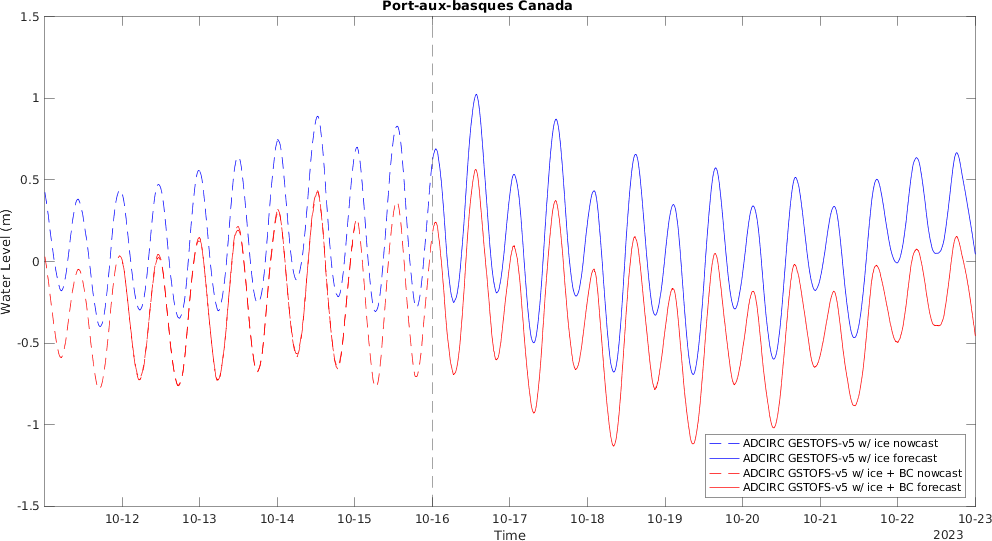 Port-aux-basques Canada
1.5
1
0.5
0
-0.5
-1
-1.5
Water Level (m)
ADCIRC GESTOFS-v5 w/ ice nowcast
ADCIRC GESTOFS-v5 w/ ice forecast
ADCIRC GSTOFS-v5 w/ ice + BC nowcast
ADCIRC GSTOFS-v5 w/ ice + BC forecast
10-12 10-13 10-14 10-15 10-16 10-17 10-18 10-19 10-20 10-21 10-22 10-23
Time 2023